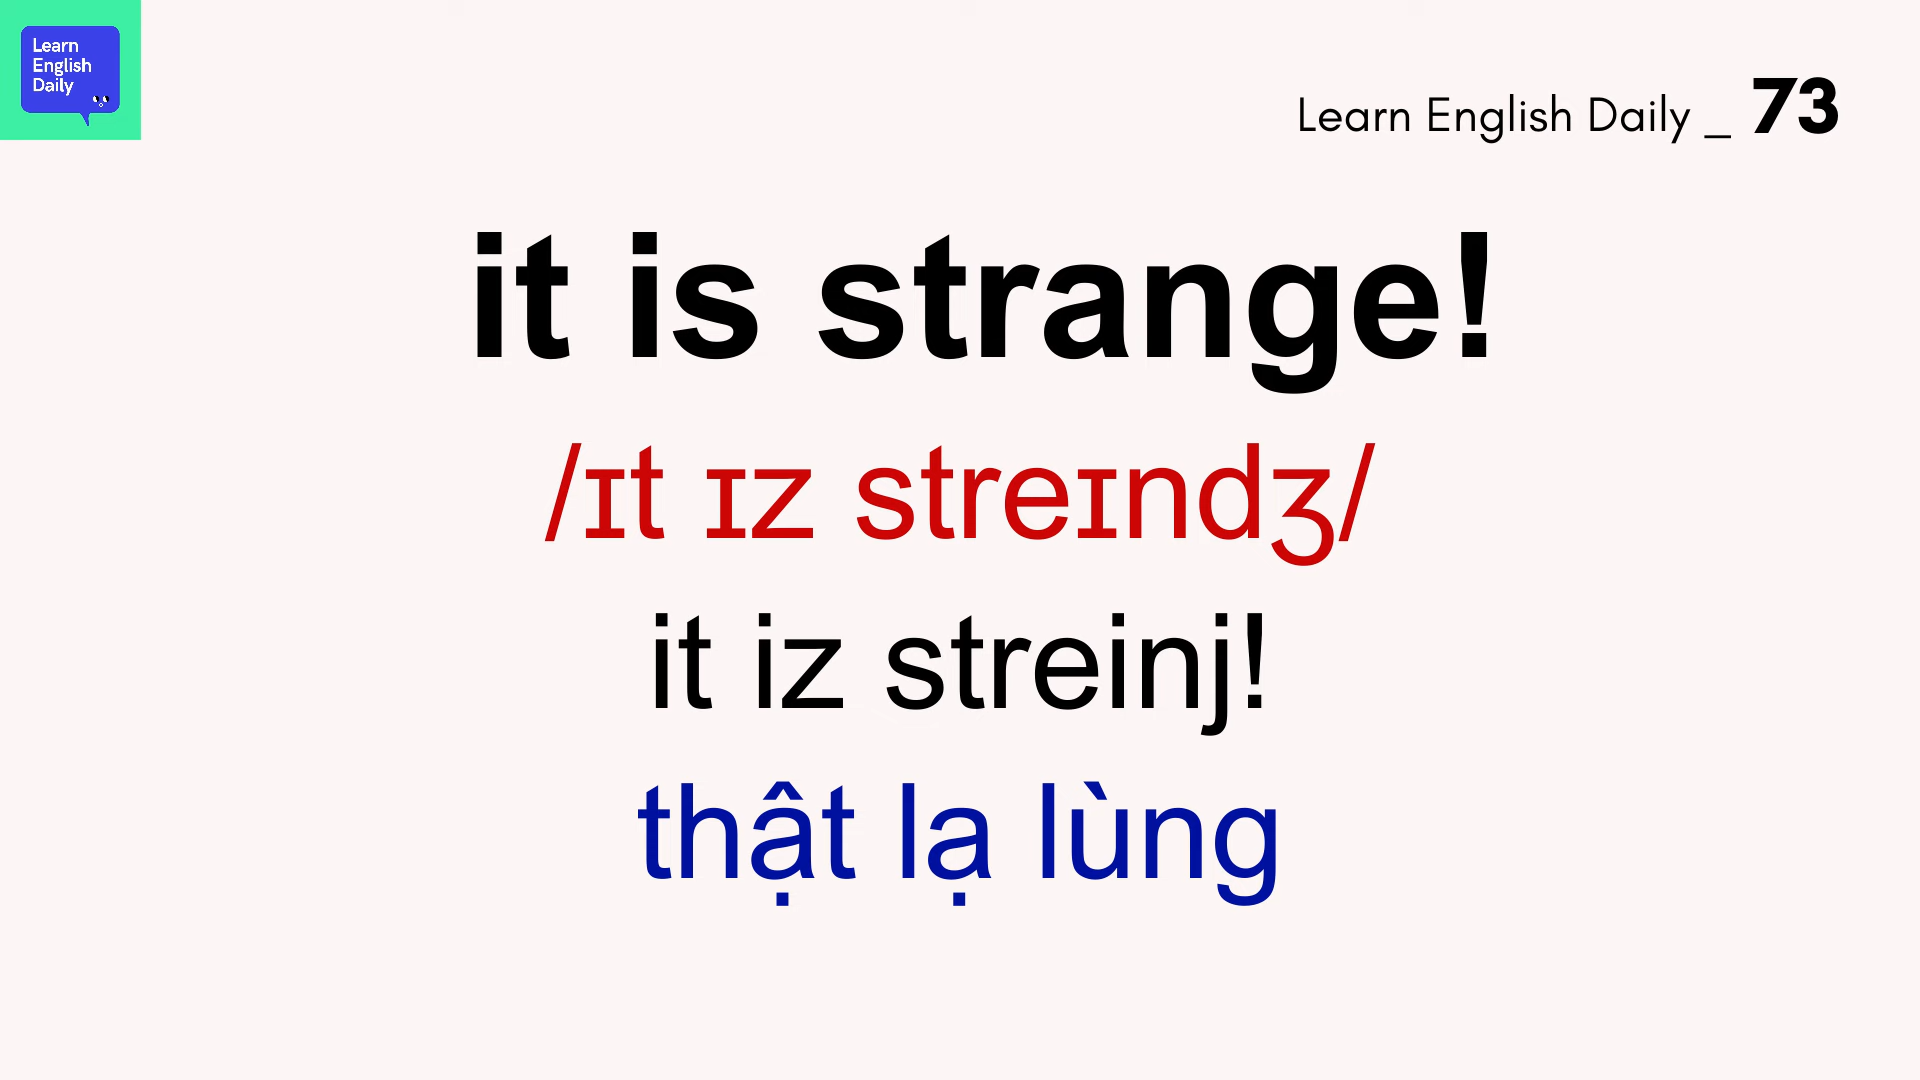 Learn
English
Daily
Learn English Daily _ 73
it is strange!
/ɪt ɪz streɪndʒ/
it iz streinj!
thật lạ lùng